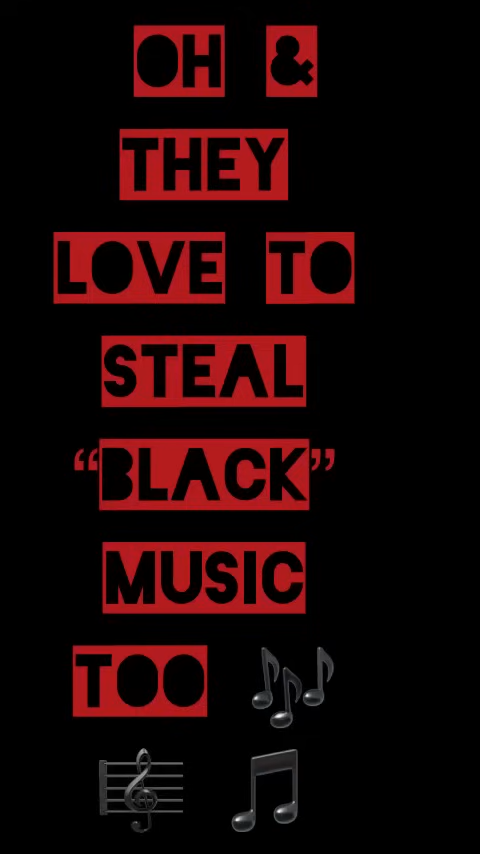 OH &
THEY
LOVE TO
STEAL
“BLACK”
MUSIC
TOO 🎶
🎼 🎵